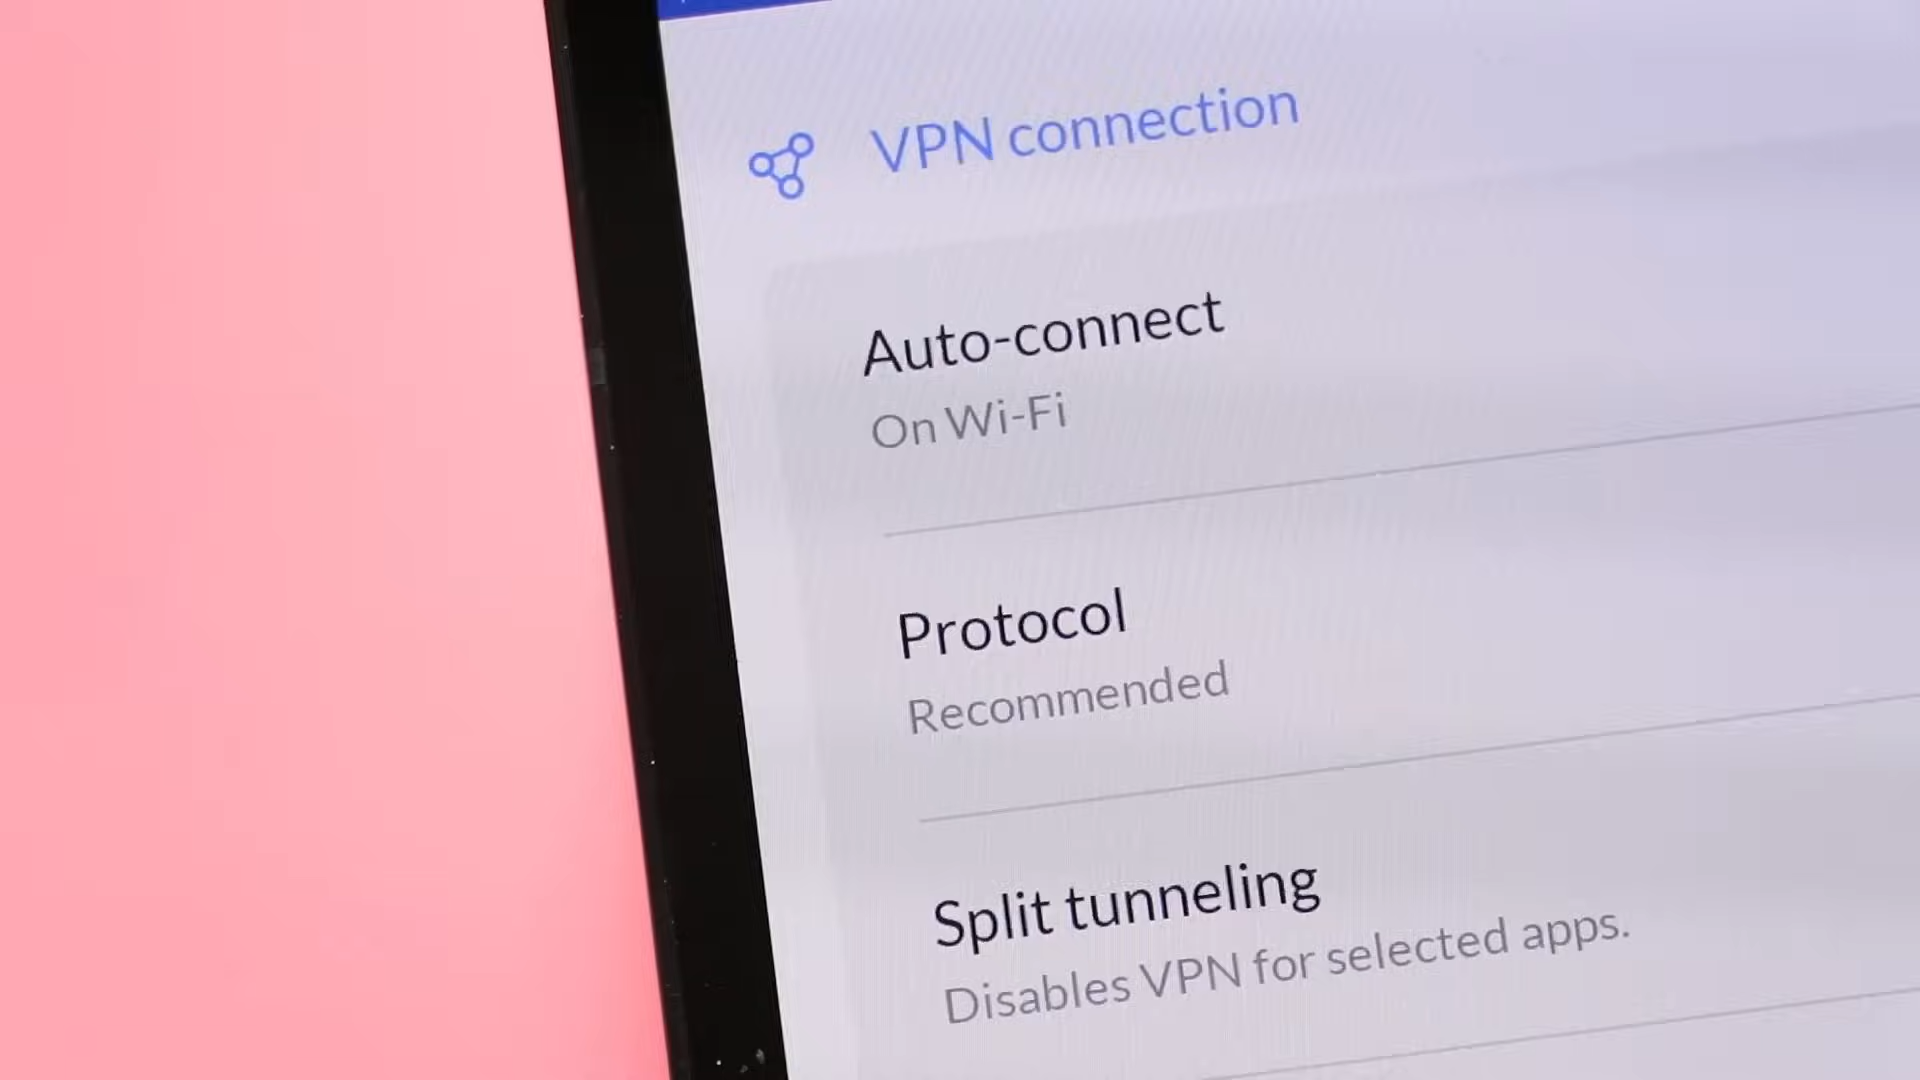 VPN connection
Auto-connect
On Wi-Fi
Protocol
Recommended
Split tunneling
Disables VPN for selected apps.